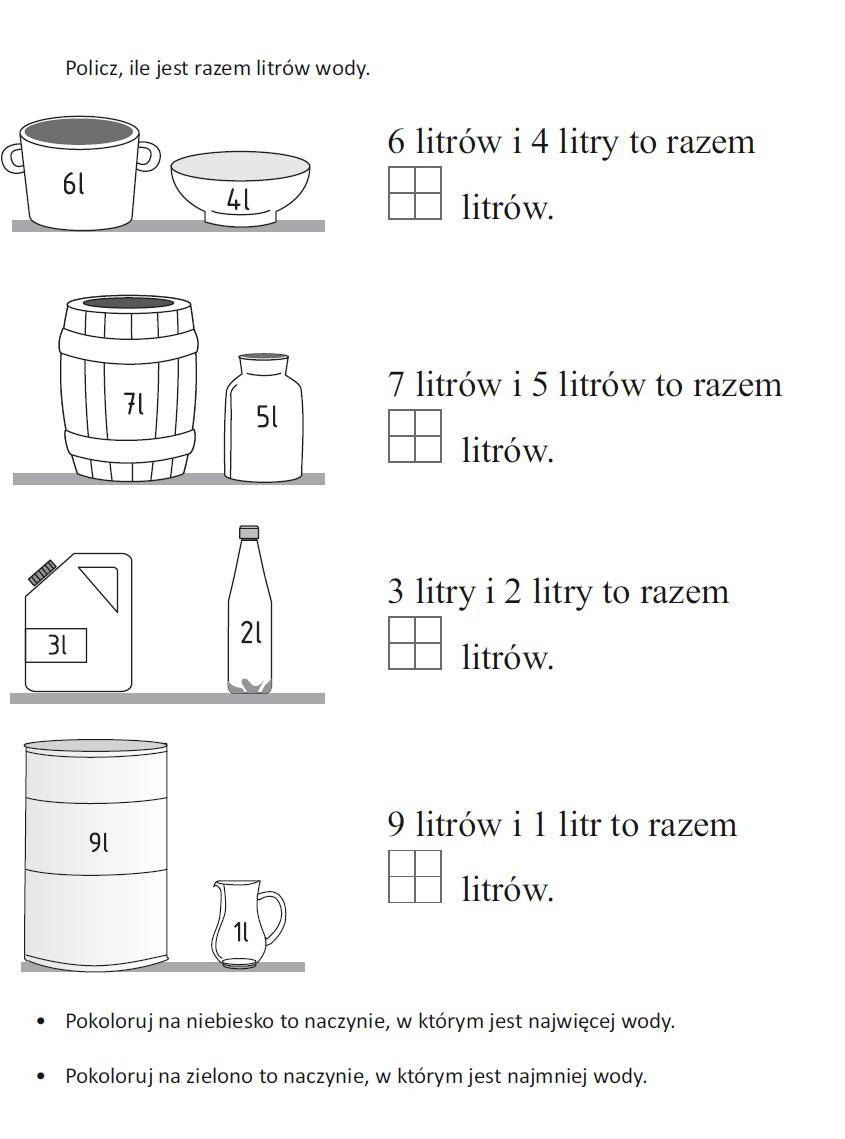 Policz, ile jest razem litrów wody.
6l
4l
6 litrów i 4 litry to razem
litrów.
7l
5l
7 litrów i 5 litrów to razem
litrów.
3l
2l
3 litry i 2 litry to razem
litrów.
9l
1l
9 litrów i 1 litr to razem
litrów.
• Pokoloruj na niebiesko to naczynie, w którym jest najwięcej wody.
• Pokoloruj na zielono to naczynie, w którym jest najmniej wody.